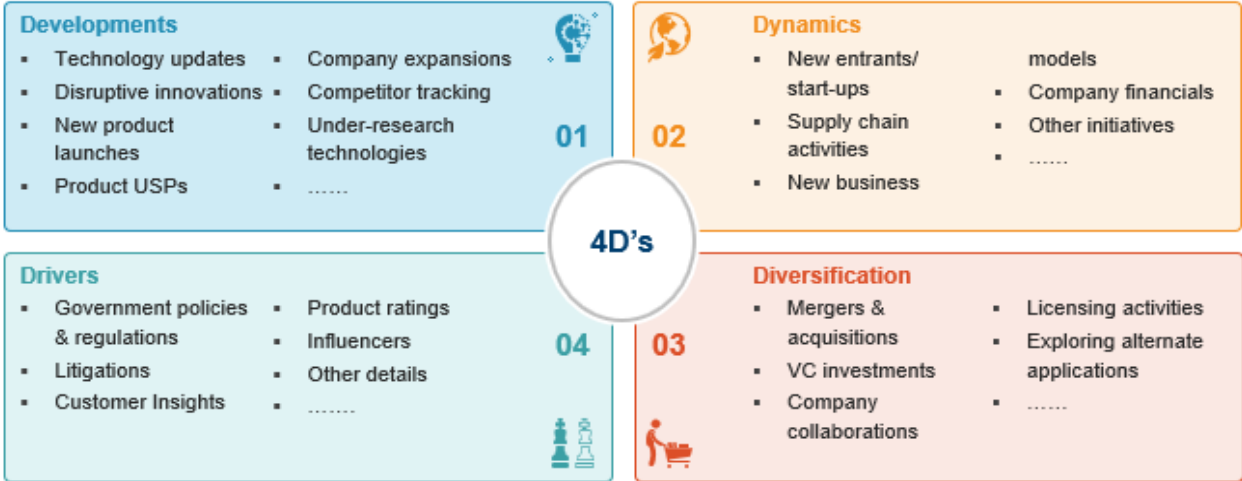 Developments
▪ Technology updates
▪ Disruptive innovations
▪ New product
launches
▪ Product USPs
▪ Company expansions
▪ Competitor tracking
▪ Under-research
technologies
▪ ......
01
Dynamics
▪ New entrants/
start-ups
▪ Supply chain
activities
▪ New business
models
▪ Company financials
▪ Other initiatives
▪ ......
02
4D’s
Drivers
▪ Government policies
& regulations
▪ Litigations
▪ Customer Insights
▪ Product ratings
▪ Influencers
▪ Other details
▪ .......
04
Diversification
▪ Mergers &
acquisitions
▪ VC investments
▪ Company
collaborations
▪ Licensing activities
▪ Exploring alternate
applications
▪ ......
03